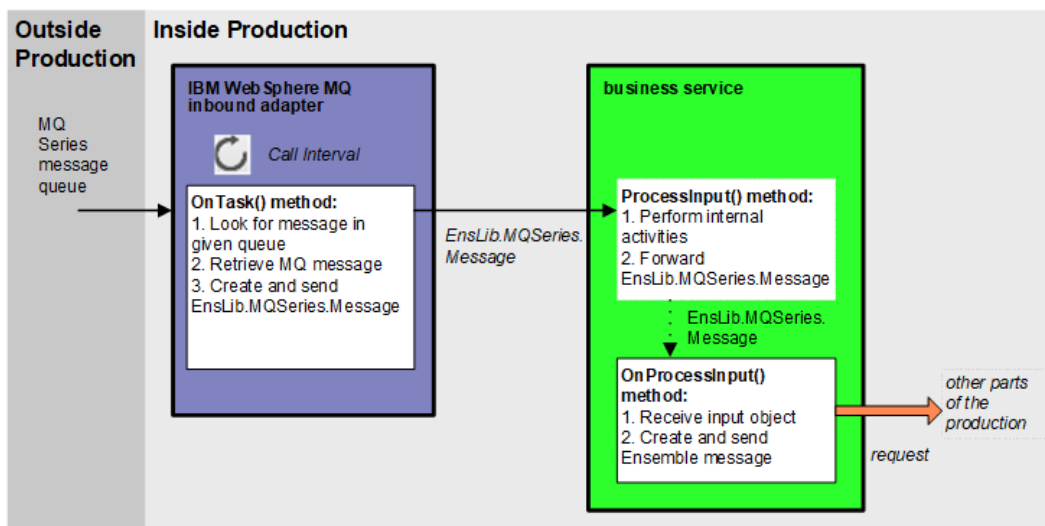 Outside
Production
Inside Production
MQ
Series
message
queue
IBM WebSphere MQ
inbound adapter
Call Interval
OnTask() method:
1. Look for message in
given queue
2. Retrieve MQ message
3. Create and send
EnsLib.MQSeries.Message
EnsLib.MQSeries.
Message
business service
ProcessInput() method:
1. Perform internal
activities
2. Forward
EnsLib.MQSeries.Message
EnsLib.MQSeries.
Message
OnProcessInput()
method:
1. Receive input object
2. Create and send
Ensemble message
request
other parts
of the
production